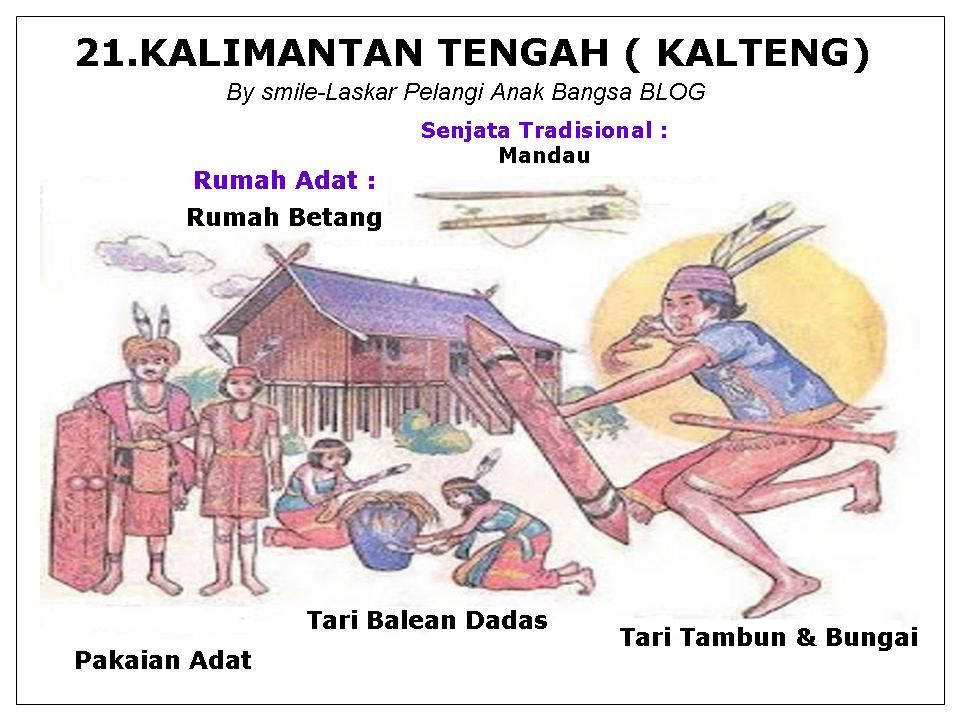 21.KALIMANTAN TENGAH ( KALTENG)
By smile-Laskar Pelangi Anak Bangsa BLOG
Senjata Tradisional :
Mandau
Rumah Adat :
Rumah Betang
Tari Balean Dadas
Tari Tambun & Bungai
Pakaian Adat